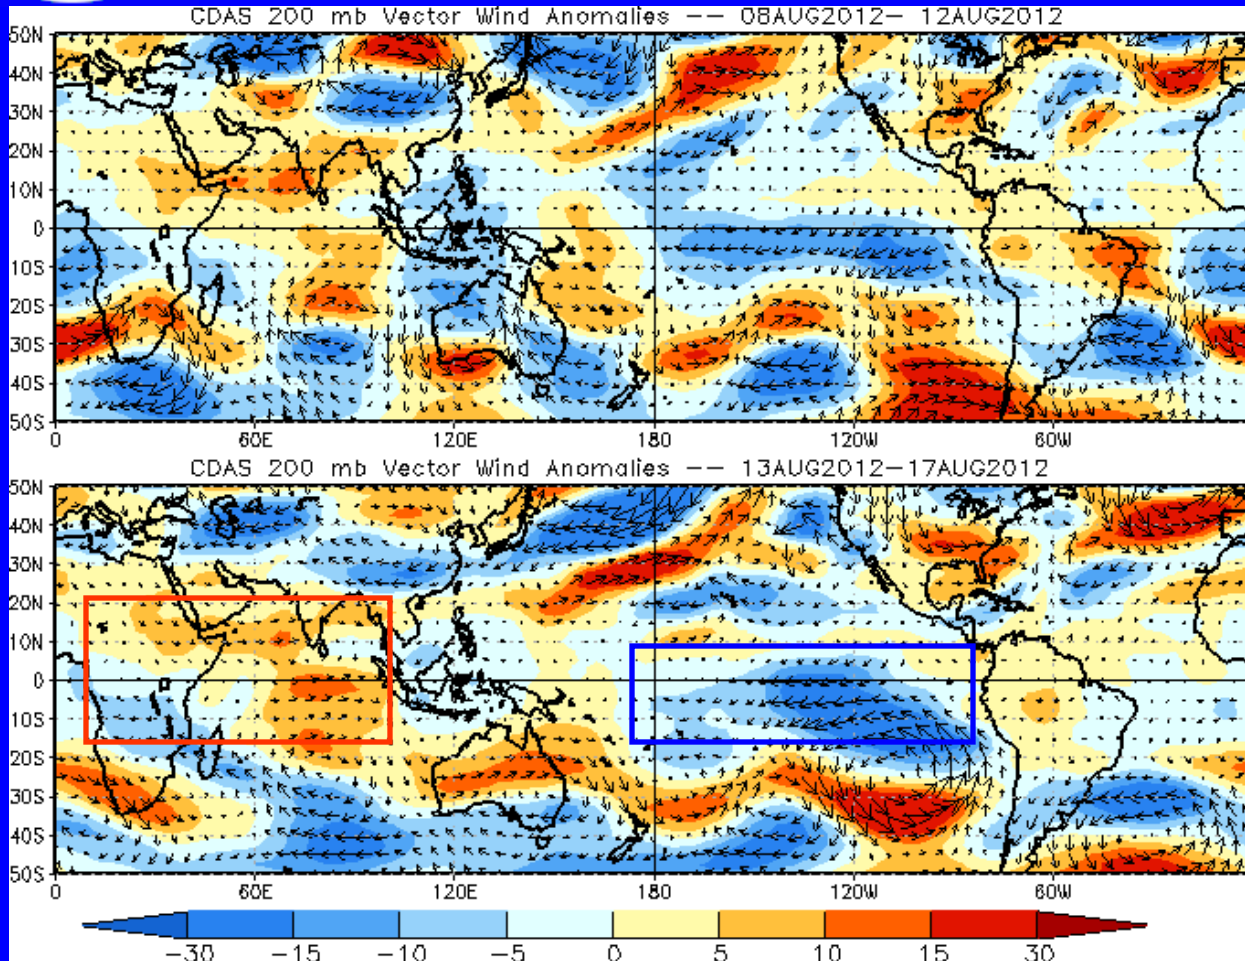 CDAS 200 mb Vector Wind Anomalies -- 08AUG2012- 12AUG2012
50N
40N
30N
20N
10N
0
10S
20S
30S
40S
50S
0 60E 120E 180 120W 60W
CDAS 200 mb Vector Wind Anomalies -- 13AUG2012-17AUG2012
50N
40N
30N
20N
10N
0
10S
20S
30S
40S
50S
0 60E 120E 180 120W 60W
-30 -15 -10 -5 0 5 10 15 30